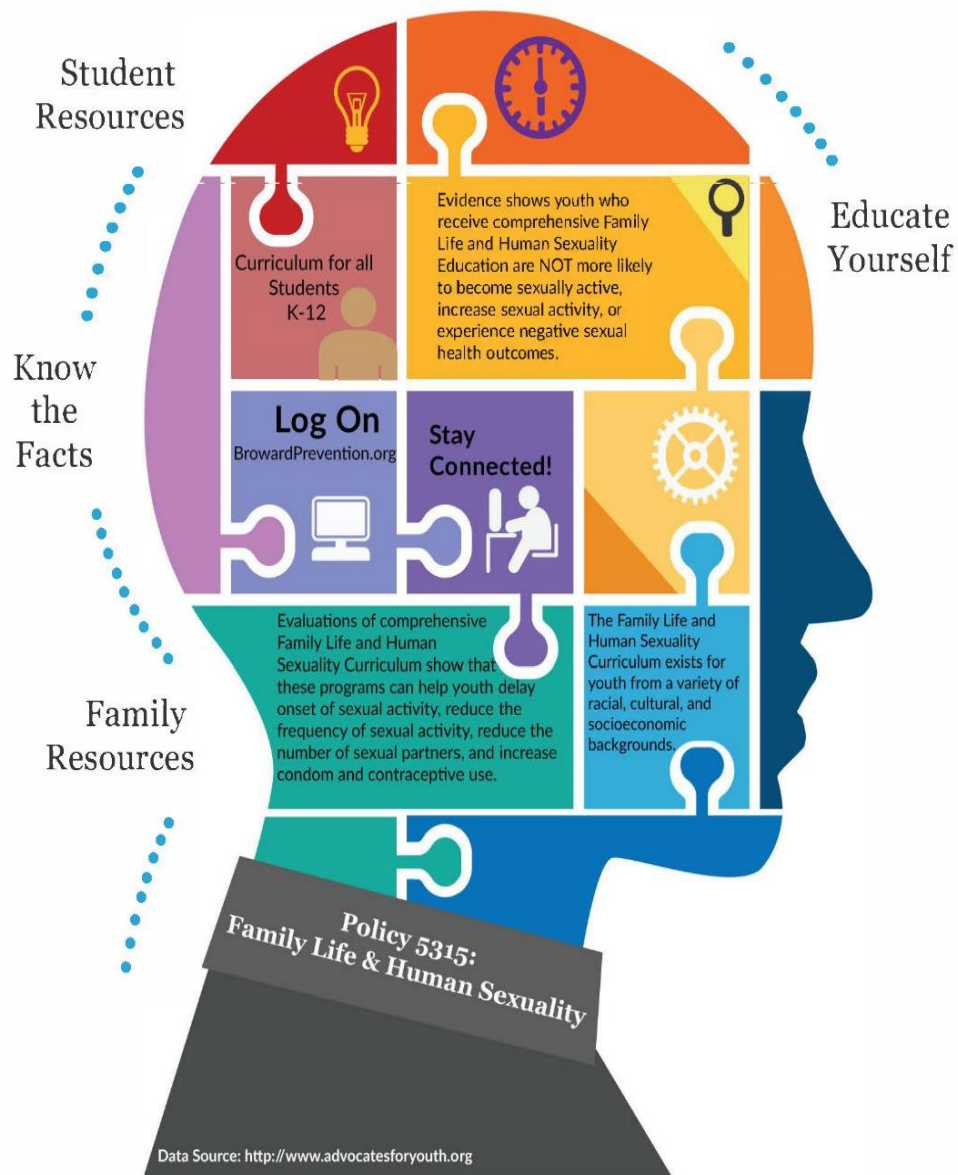 Student
Resources
Educate
Yourself
Know
the
Facts
Family
Resources
Curriculum for all
Students
K-12
Evidence shows youth who
receive comprehensive Family
Life and Human Sexuality
Education are NOT more likely
to become sexually active,
increase sexual activity, or
experience negative sexual
health outcomes.
Log On
BrowardPrevention.org
Stay
Connected!
Evaluations of comprehensive
Family Life and Human
Sexuality Curriculum show that
these programs can help youth delay
onset of sexual activity, reduce the
frequency of sexual activity, reduce the
number of sexual partners, and increase
condom and contraceptive use.
The Family Life and
Human Sexuality
Curriculum exists for
youth from a variety of
racial, cultural, and
socioeconomic
backgrounds.
Policy 5315:
Family Life & Human Sexuality
Data Source: http://www.advocatesforyouth.org